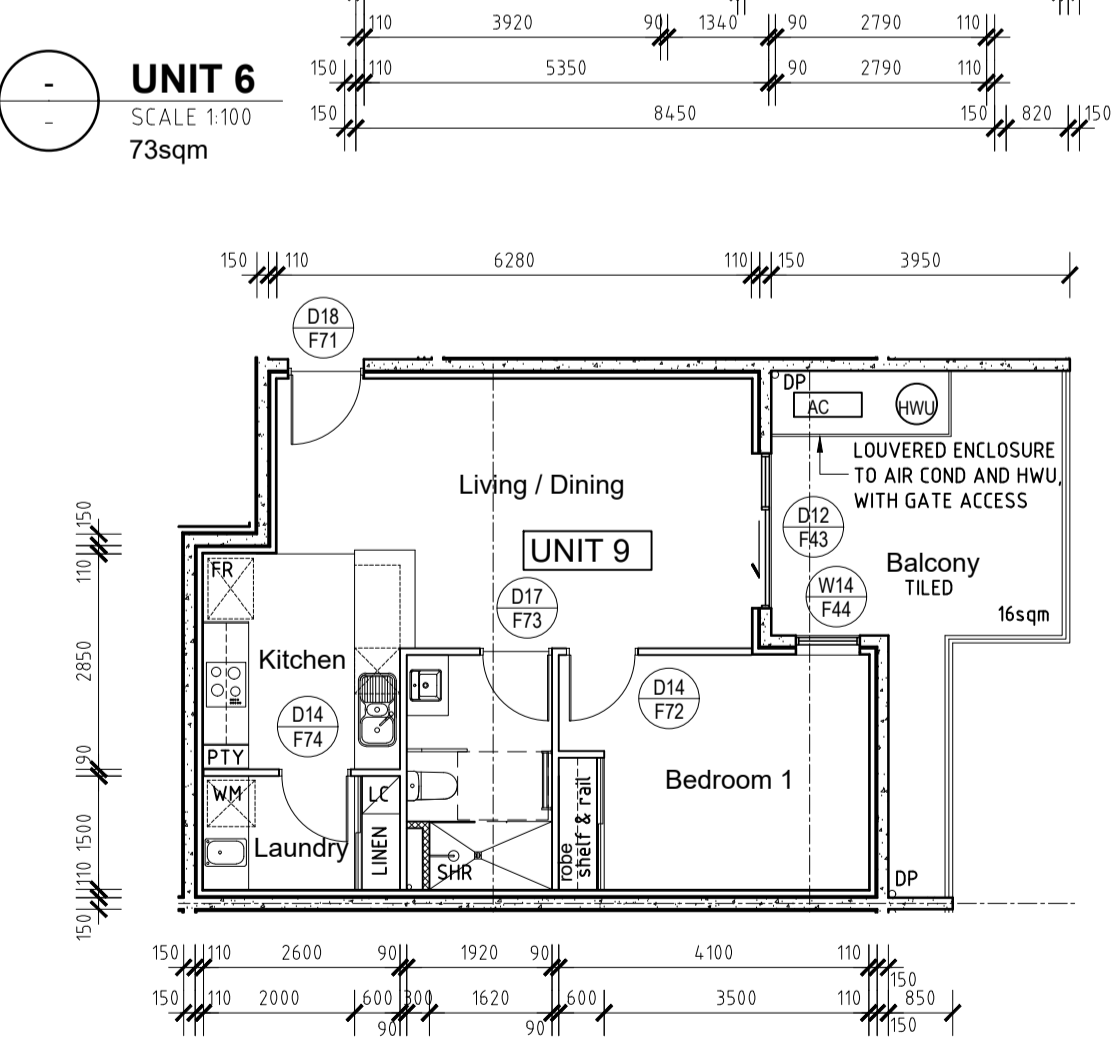 110 3920 90 1340 90 2790 110
150 110 5350 90 2790 110
150 8450 150 820 150
-
-
UNIT 6
SCALE 1:100
73sqm
150 110 6280 110 150 3950
D18
F71
DP
AC
HWU
LOUVERED ENCLOSURE
TO AIR COND AND HWU,
WITH GATE ACCESS
Living / Dining
UNIT 9
D12
F43
Balcony
TILED
16sqm
W14
F44
D17
F73
FR
Kitchen
D14
F74
D14
F72
PTY
WM
LC
LINEN
Laundry
SHR
robe
shelf & rail
Bedroom 1
DP
150
110
2850
90
1500
110
150
150 110 2600 90 1920 90 4100 110
150
150 110 2000 600 300 1620 600 3500 110 850
90 90 150